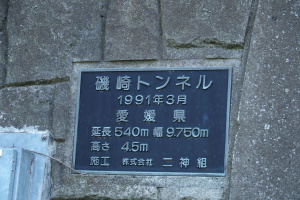 磯崎トンネル
1991年3月
愛媛県
延長540m 幅9.750m
高さ 4.5m
施工 株式会社 二神組